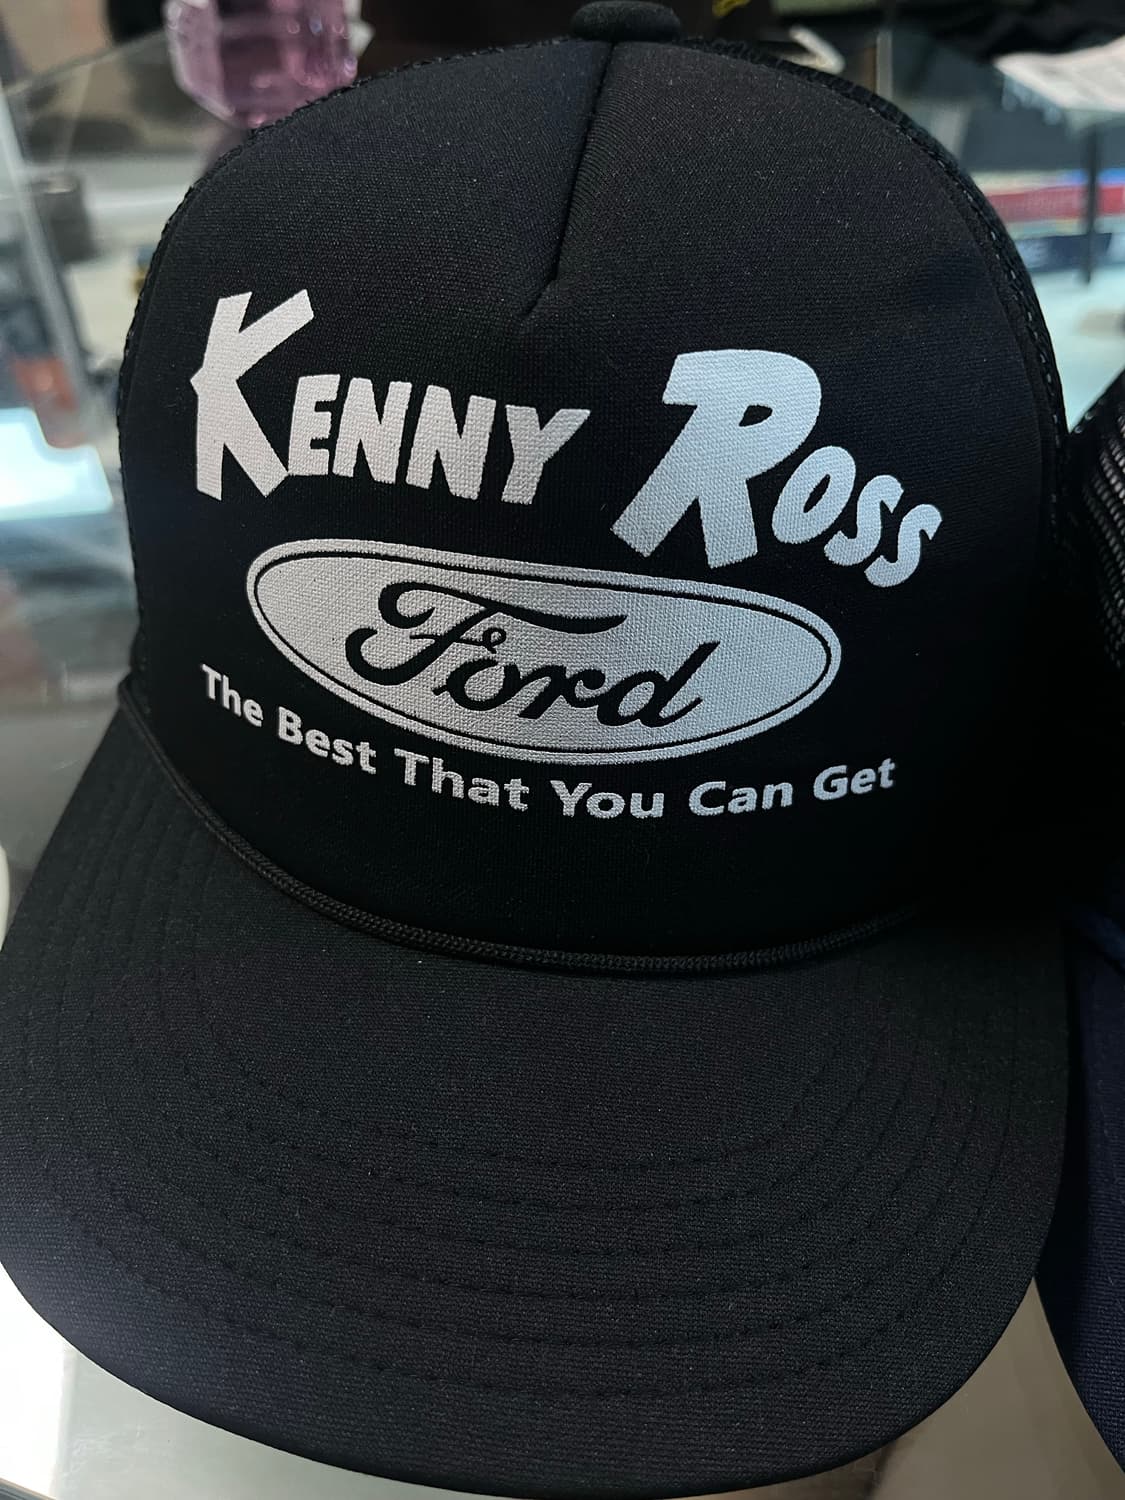 KENNY ROSS
Ford
The Best That You Can Get